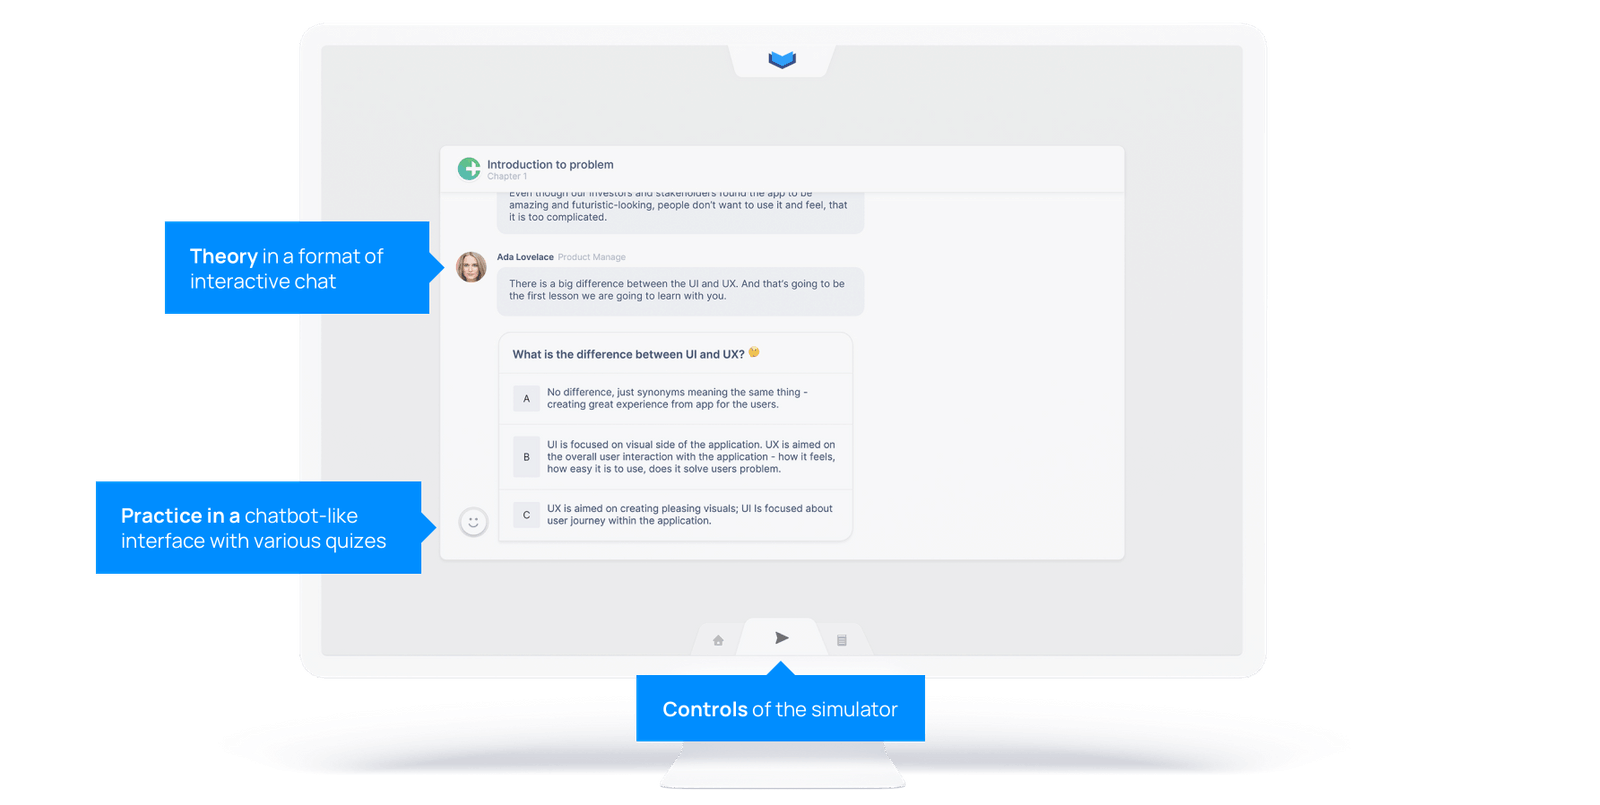 Introduction to problem
Chapter 1
Even though our investors and stakeholders found the app to be
amazing and futuristic-looking, people don't want to use it and feel, that
it is too complicated.
Theory in a format of
interactive chat
Ada Lovelace Product Manage
There is a big difference between the UI and UX. And that's going to be
the first lesson we are going to learn with you.
What is the difference between UI and UX?
A
No difference, just synonyms meaning the same thing -
creating great experience from app for the users.
B
UI is focused on visual side of the application. UX is aimed on
the overall user interaction with the application - how it feels,
how easy it is to use, does it solve users problem.
Practice in a chatbot-like
interface with various quizes
C
UX is aimed on creating pleasing visuals; UI Is focused about
user journey within the application.
Controls of the simulator